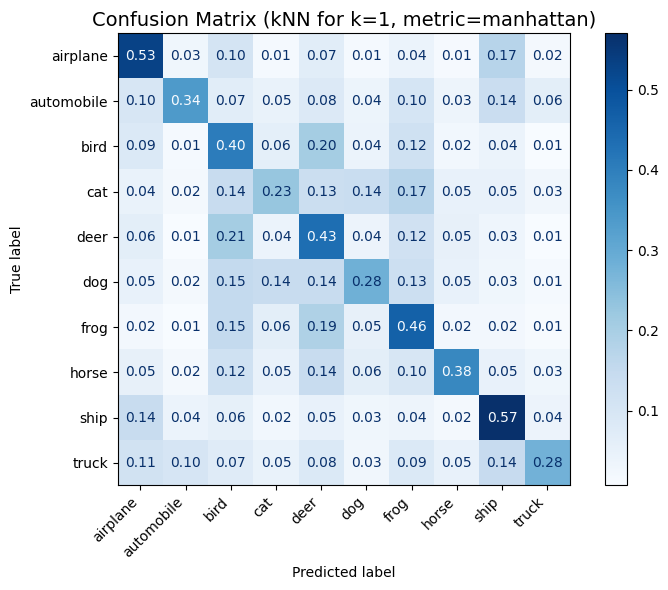 Confusion Matrix (kNN for k=1, metric=manhattan)
airplane 0.53 0.03 0.10 0.01 0.07 0.01 0.04 0.01 0.17 0.02
automobile 0.10 0.34 0.07 0.05 0.08 0.04 0.10 0.03 0.14 0.06
bird 0.09 0.01 0.40 0.06 0.20 0.04 0.12 0.02 0.04 0.01
cat 0.04 0.02 0.14 0.23 0.13 0.14 0.17 0.05 0.05 0.03
deer 0.06 0.01 0.21 0.04 0.43 0.04 0.12 0.05 0.03 0.01
dog 0.05 0.02 0.15 0.14 0.14 0.28 0.13 0.05 0.03 0.01
frog 0.02 0.01 0.15 0.06 0.19 0.05 0.46 0.02 0.02 0.01
horse 0.05 0.02 0.12 0.05 0.14 0.06 0.10 0.38 0.05 0.03
ship 0.14 0.04 0.06 0.02 0.05 0.03 0.04 0.02 0.57 0.04
truck 0.11 0.10 0.07 0.05 0.08 0.03 0.09 0.05 0.14 0.28
airplane automobile bird cat deer dog frog horse ship truck
Predicted label
True label
0.5
0.4
0.3
0.2
0.1